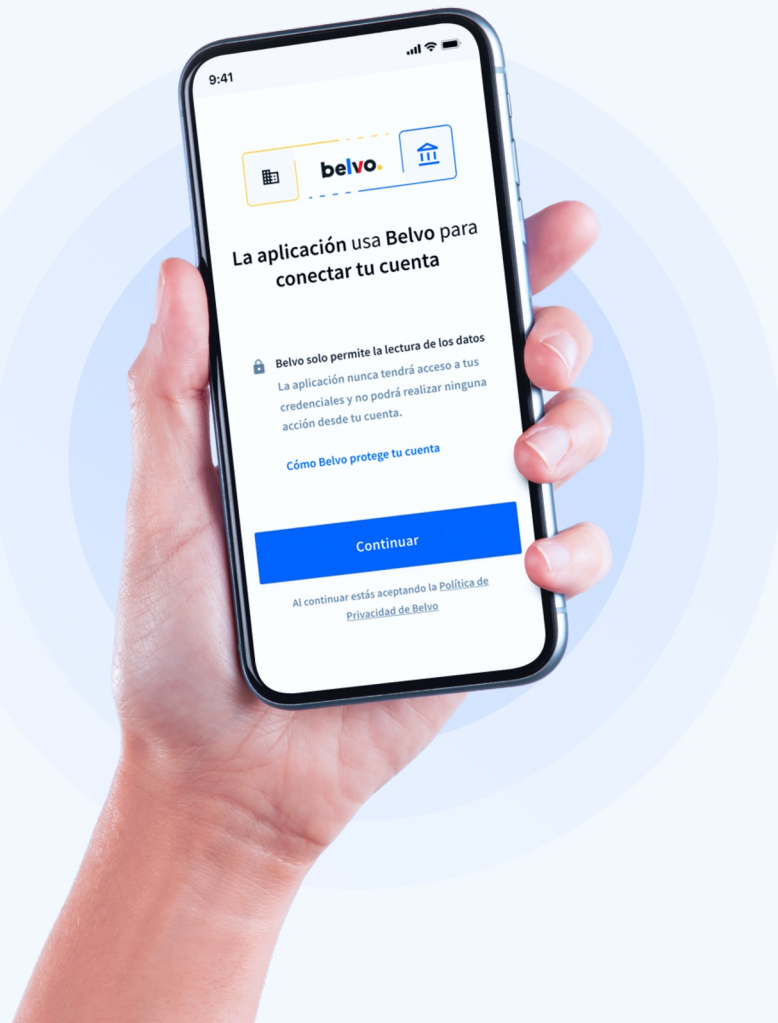 9:41
belvo.
La aplicación usa Belvo para
conectar tu cuenta
Belvo solo permite la lectura de los datos
La aplicación nunca tendrá acceso a tus
credenciales y no podrá realizar ninguna
acción desde tu cuenta.
Cómo Belvo protege tu cuenta
Continuar
Al continuar estás aceptando la Política de
Privacidad de Belvo